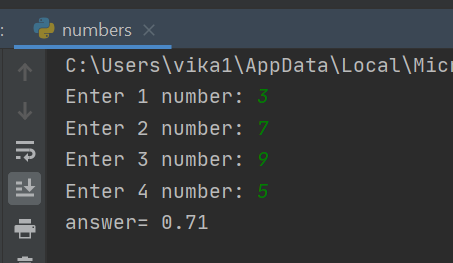 numbers
C:\Users\vika1\AppData\Local\Micr
Enter 1 number: 3
Enter 2 number: 7
Enter 3 number: 9
Enter 4 number: 5
answer= 0.71